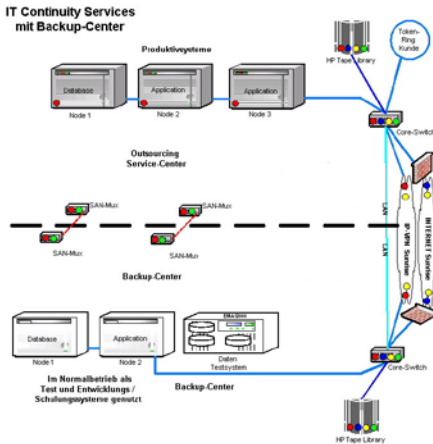 IT Continuity Services
mit Backup-Center
Produktivsysteme
HP Tape Library
Token-
Ring
Kunde
Database
Application
Application
Node 1
Node 2
Node 3
Core-Switch
Outsourcing
Service-Center
SAN-Mux
SAN-Mux
SAN-Mux
SAN-Mux
LAN
LAN
IP-VPN Sunrise
INTERNET Sunrise
Backup-Center
Database
Application
Node 1
Node 2
Daten
Testsystem
Core-Switch
Im Normalbetrieb als
Test und Entwicklungs /
Schulungssysteme genutzt
Backup-Center
HP Tape Library